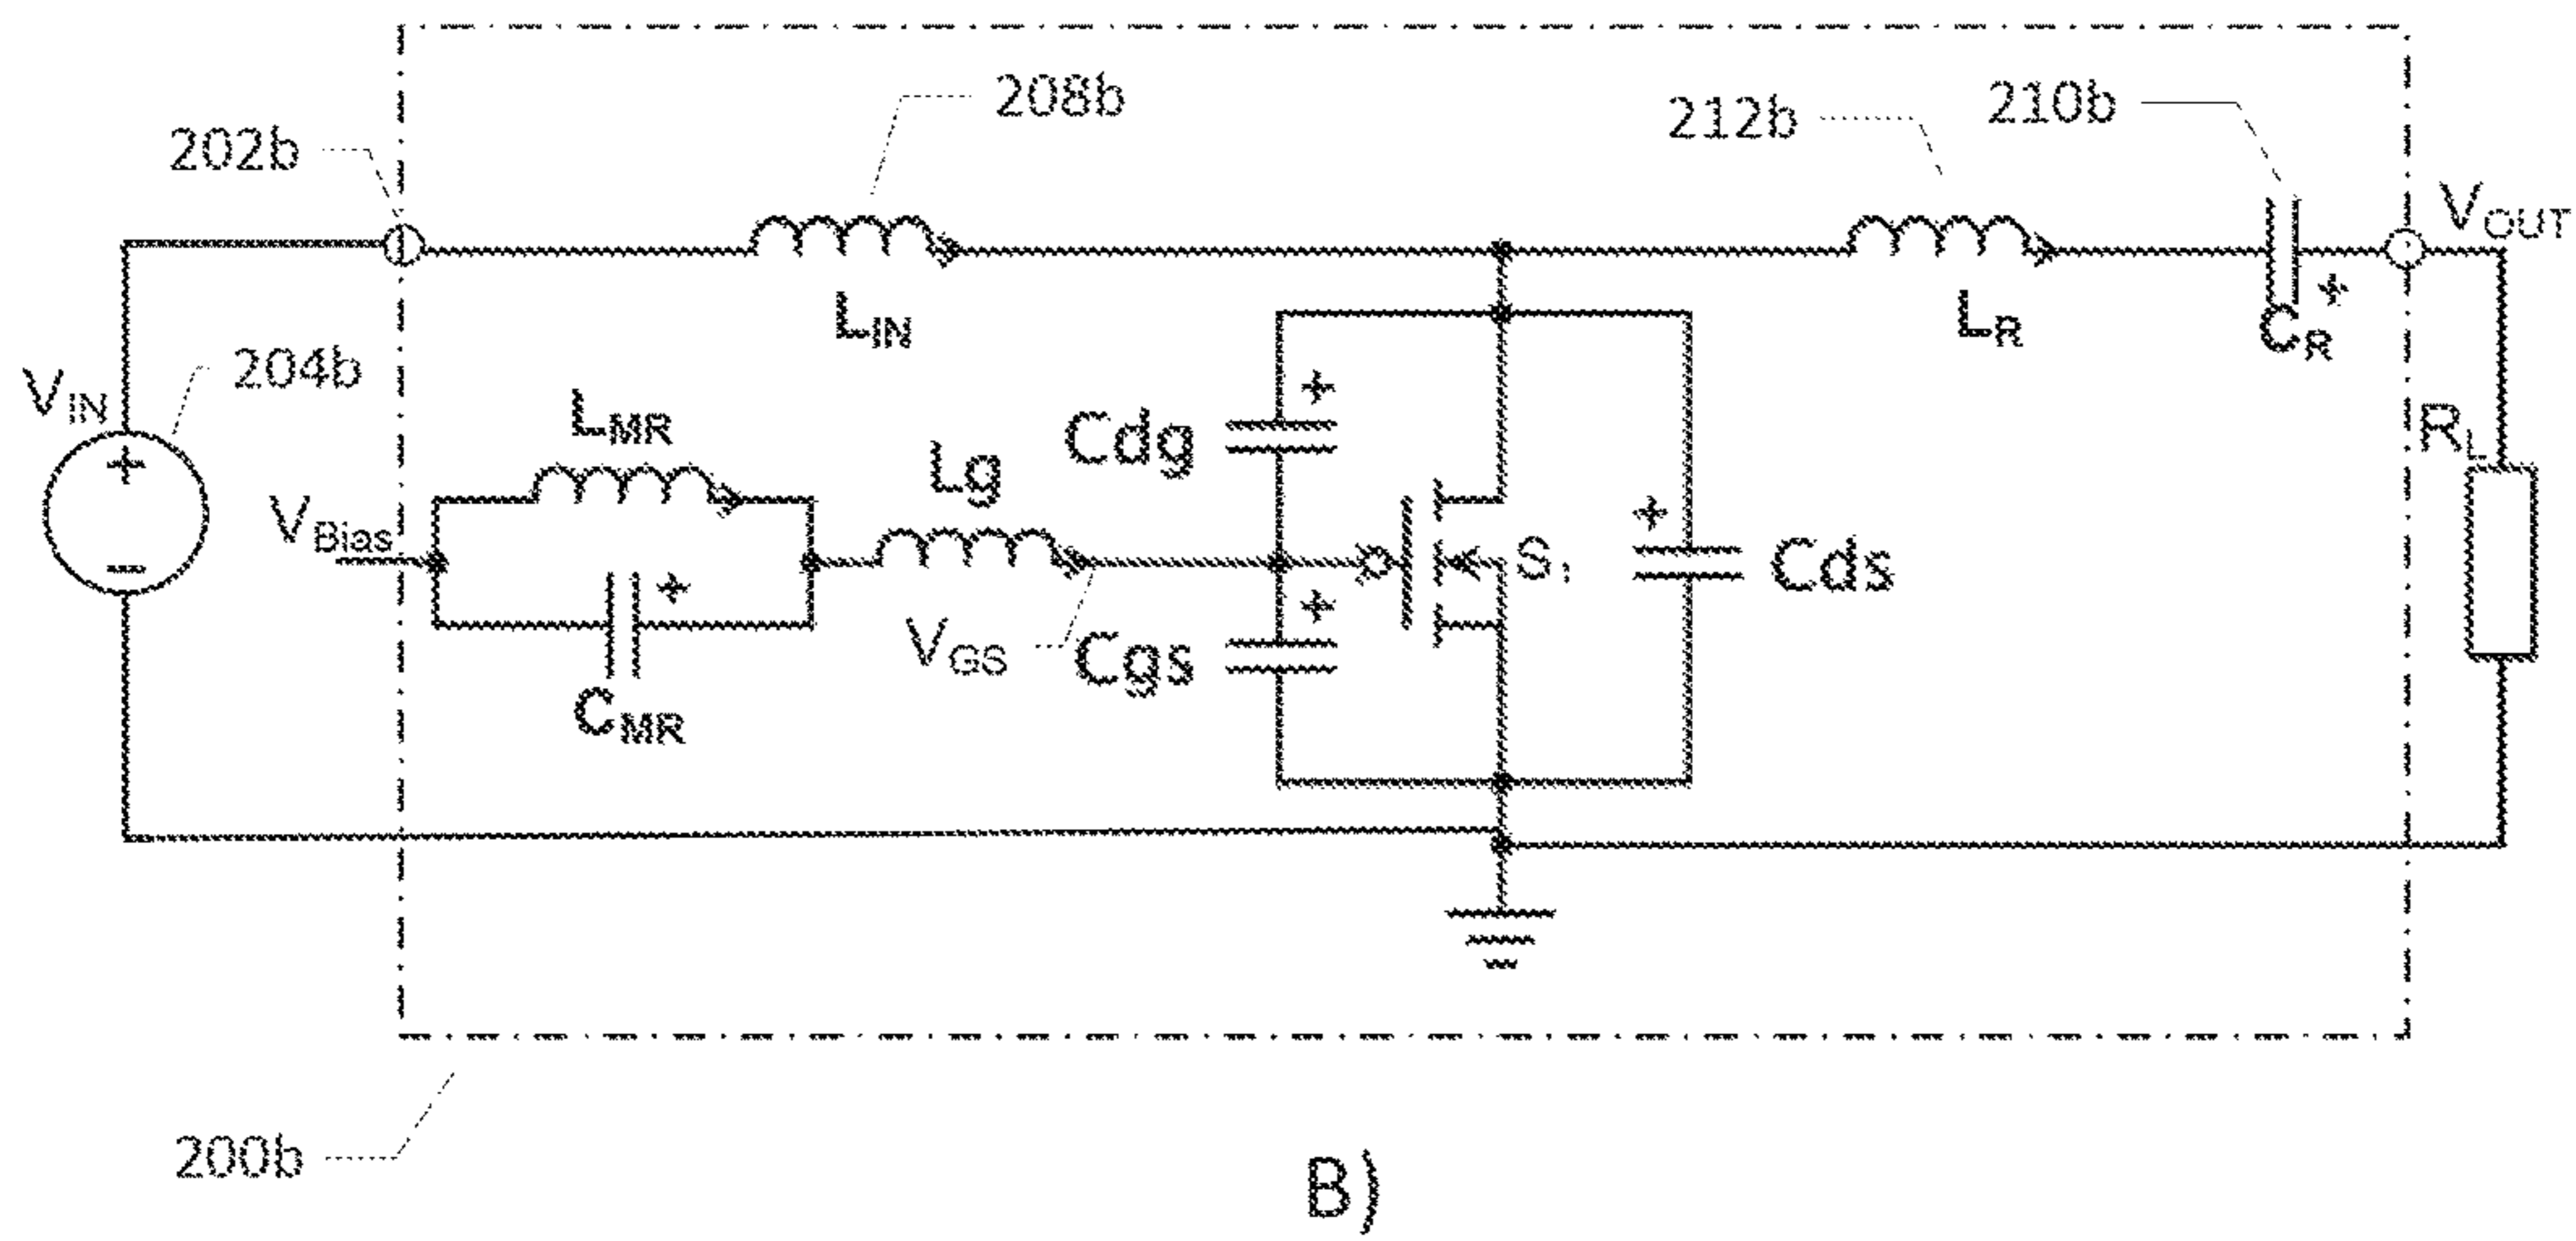 208b
210b
212b
202b
VOUT
LIN
LR
CR
204b
VIN
LMR
RL
Cdg
Lg
VBias
S1
Cds
VGS
Cgs
CMR
200b
B)